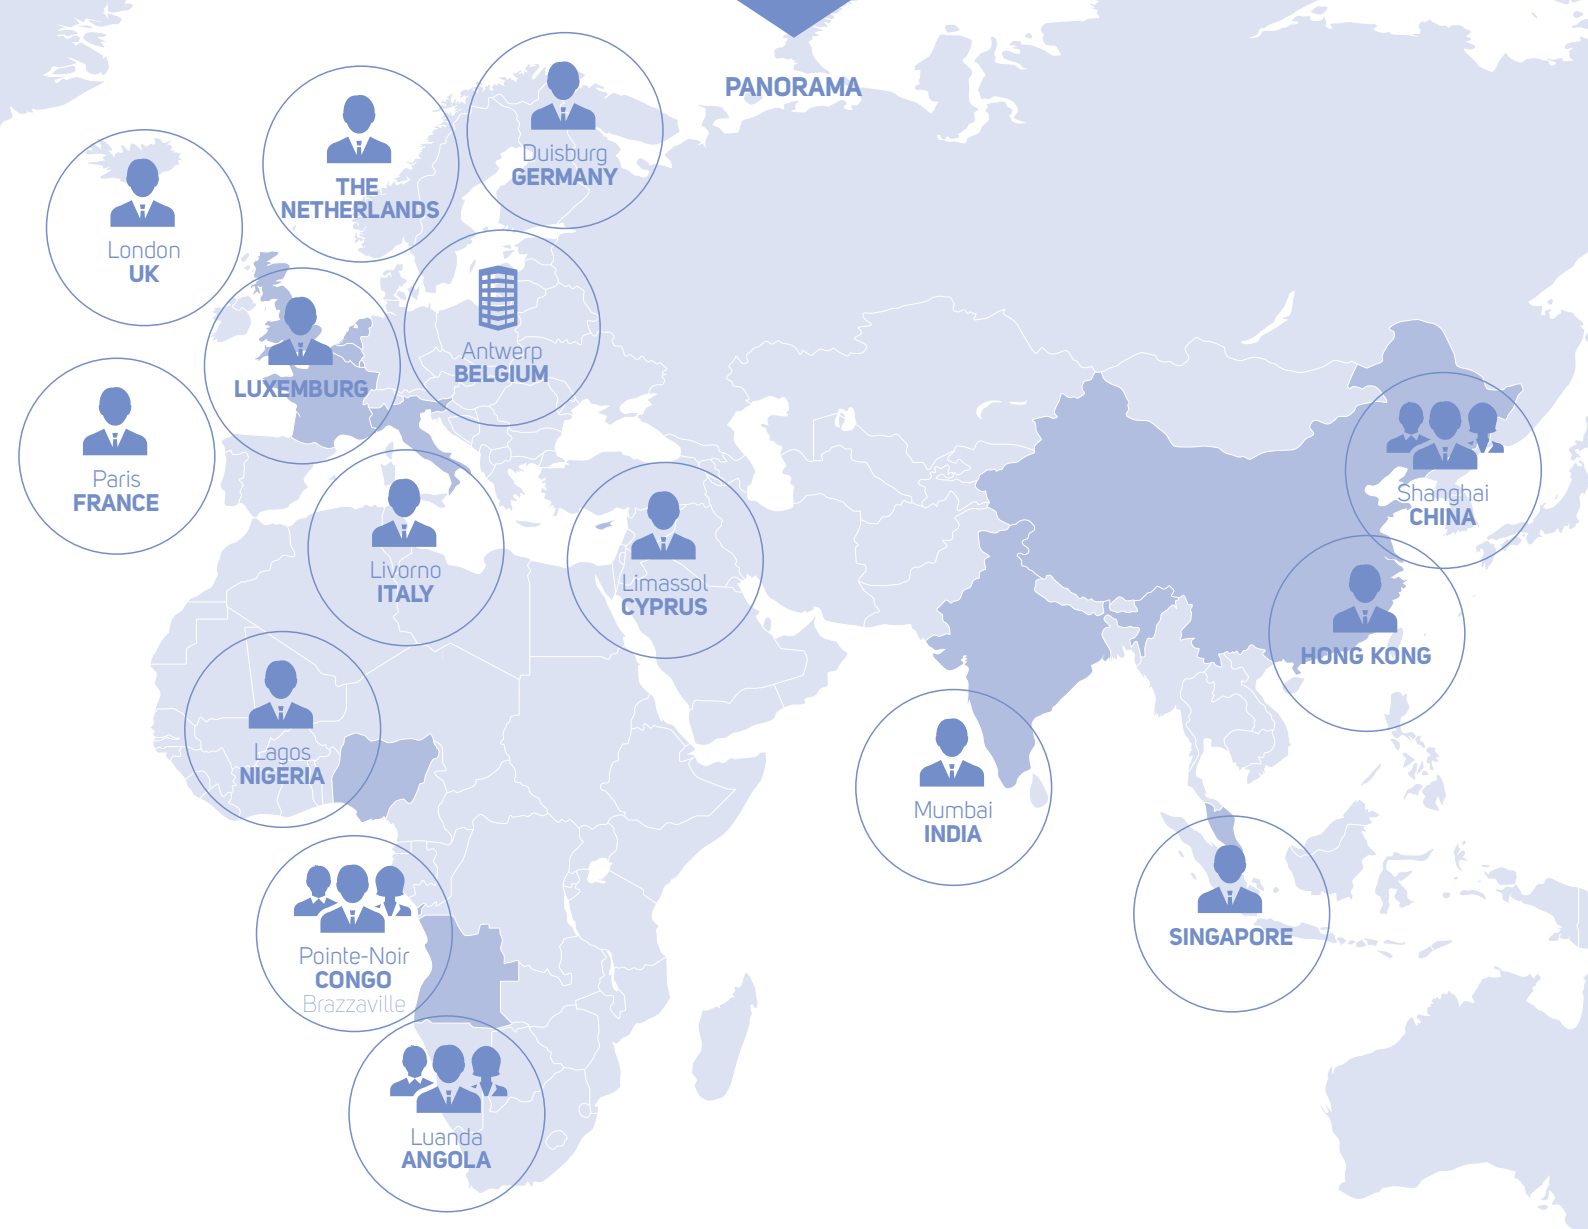 PANORAMA
Duisburg
GERMANY
THE
NETHERLANDS
London
UK
Antwerp
BELGIUM
LUXEMBURG
Paris
FRANCE
Shanghai
CHINA
Livorno
ITALY
Limassol
CYPRUS
HONG KONG
Lagos
NIGERIA
Mumbai
INDIA
SINGAPORE
Pointe-Noir
CONGO
Brazzaville
Luanda
ANGOLA